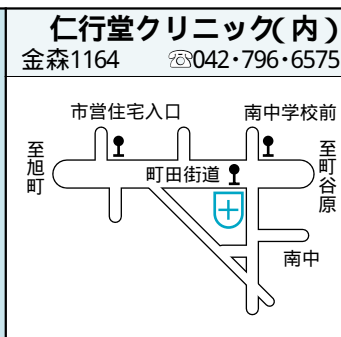 仁行堂クリニック(内)
金森1164 ☎042・796・6575
市営住宅入口
南中学校前
至旭町
町田街道
至町谷原
南中